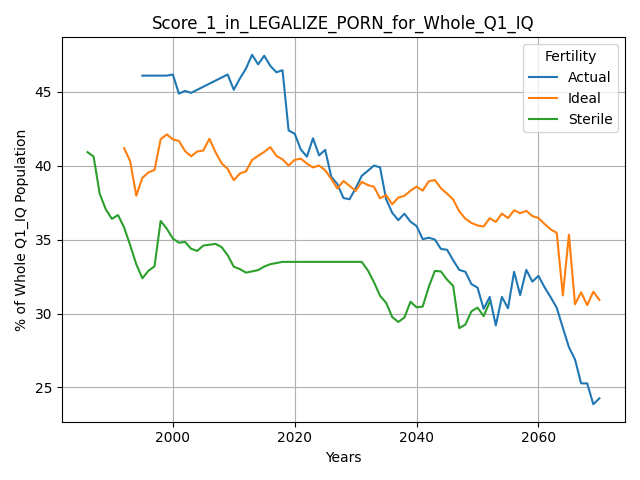 Score_1_in_LEGALIZE_PORN_for_Whole_Q1_IQ
Fertility
Actual
Ideal
Sterile
% of Whole Q1_IQ Population
45
40
35
30
25
2000
2020
2040
2060
Years